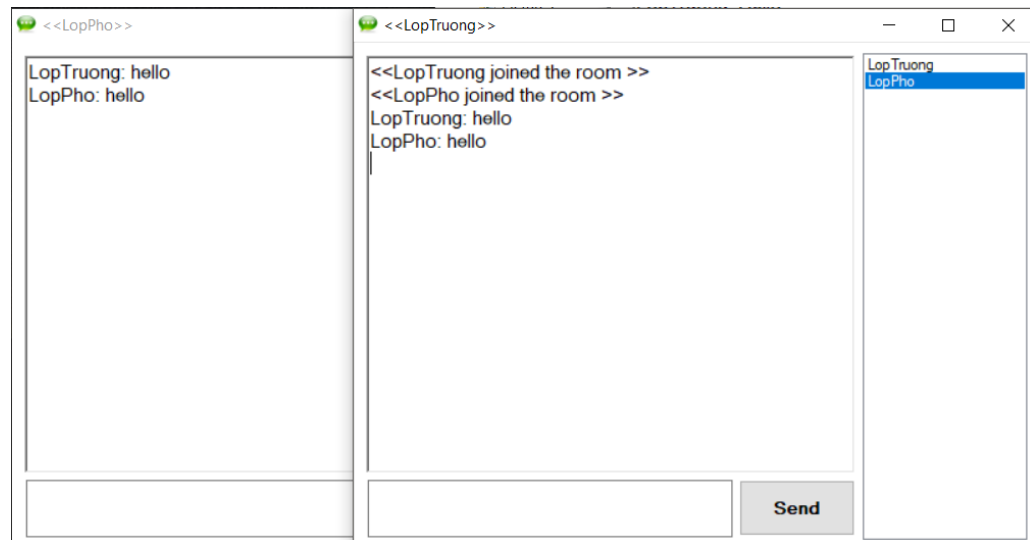 <<LopPho>>
LopTruong: hello
LopPho: hello
<<LopTruong>>
<<LopTruong joined the room >>
<<LopPho joined the room >>
LopTruong: hello
LopPho: hello
Send
LopTruong
LopPho